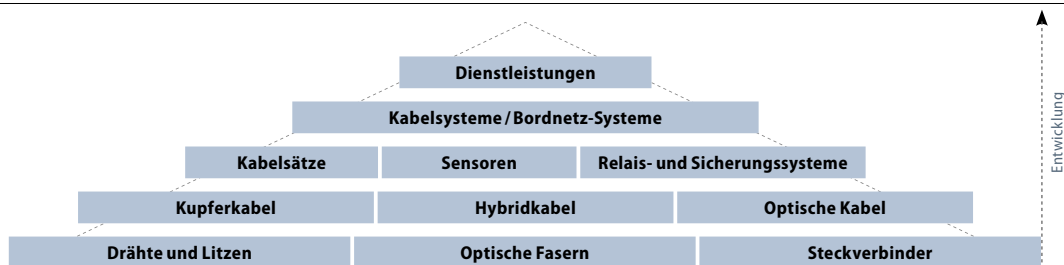 Dienstleistungen
Kabelsysteme / Bordnetz-Systeme
Kabelsätze Sensoren Relais- und Sicherungssysteme
Kupferkabel Hybridkabel Optische Kabel
Drähte und Litzen Optische Fasern Steckverbinder
Entwicklung